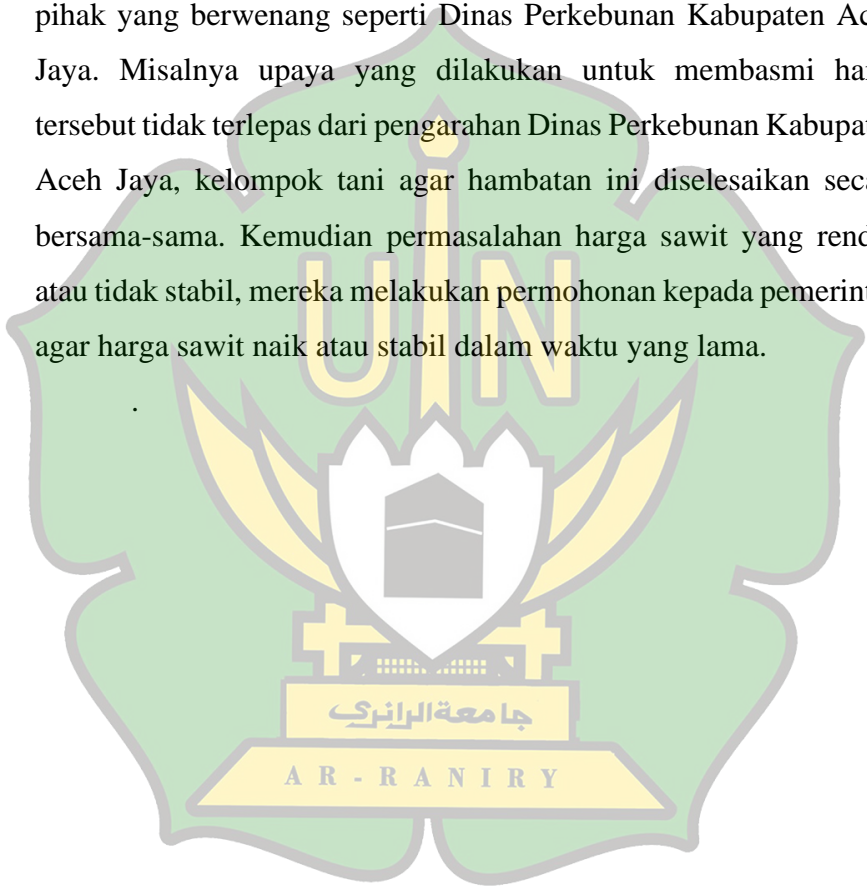 pihak yang berwenang seperti Dinas Perkebunan Kabupaten Ac
Jaya. Misalnya upaya yang dilakukan untuk membasmi ha
tersebut tidak terlepas dari pengarahan Dinas Perkebunan Kabupat
Aceh Jaya, kelompok tani agar hambatan ini diselesaikan seca
bersama-sama. Kemudian permasalahan harga sawit yang rend
atau tidak stabil, mereka melakukan permohonan kepada pemerint
agar harga sawit naik atau stabil dalam waktu yang lama.
.
UIN
جامعة الرانري
AR-RANIRY